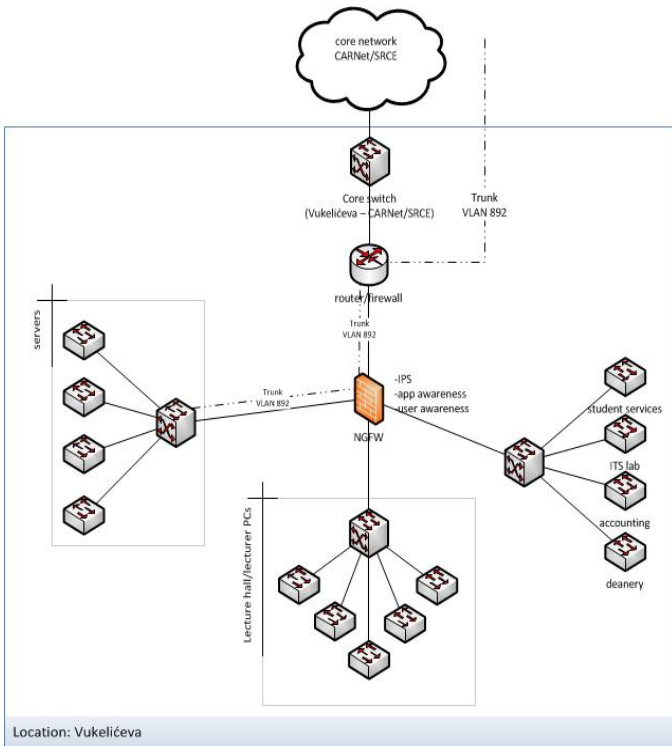 core network
CARNet/SRCE
Core switch
(Vukelićeva – CARNet/SRCE)
Trunk
VLAN 892
router/firewall
Trunk
VLAN 892
servers
Trunk
VLAN 892
-IPS
-app awareness
-user awareness
NGFW
student services
ITS lab
accounting
deanery
Lecture hall/lecturer PCs
Location: Vukelićeva